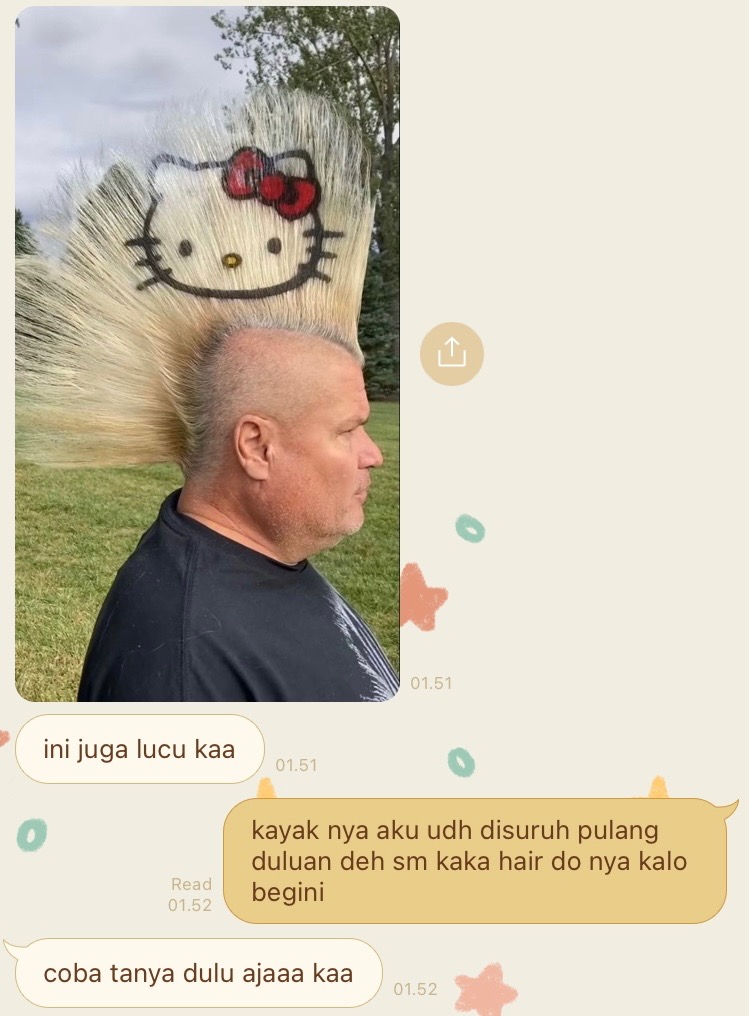 01.51
ini juga lucu kaa
01.51
kayak nya aku udh disuruh pulang
duluan deh sm kaka hair do nya kalo
begini
Read
01.52
coba tanya dulu ajaaa kaa
01.52